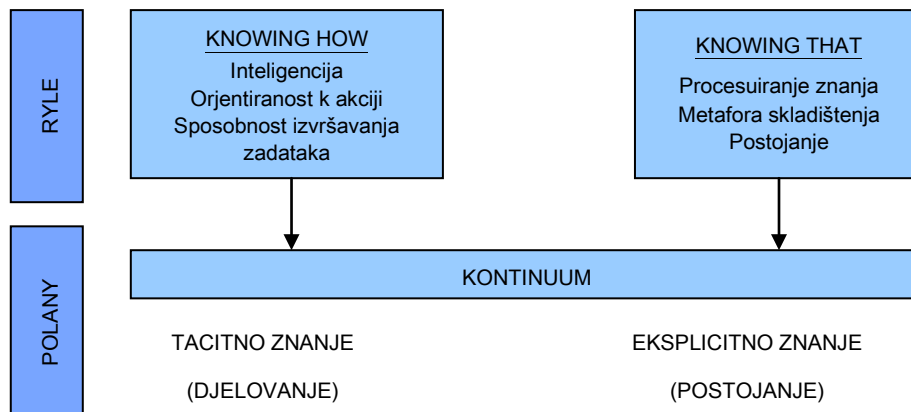 RYLE
KNOWING HOW
Inteligencija
Orjentiranost k akciji
Sposobnost izvršavanja
zadataka
KNOWING THAT
Procesuiranje znanja
Metafora skladištenja
Postojanje
POLANY
KONTINUUM
TACITNO ZNANJE
(DJELOVANJE)
EKSPLICITNO ZNANJE
(POSTOJANJE)